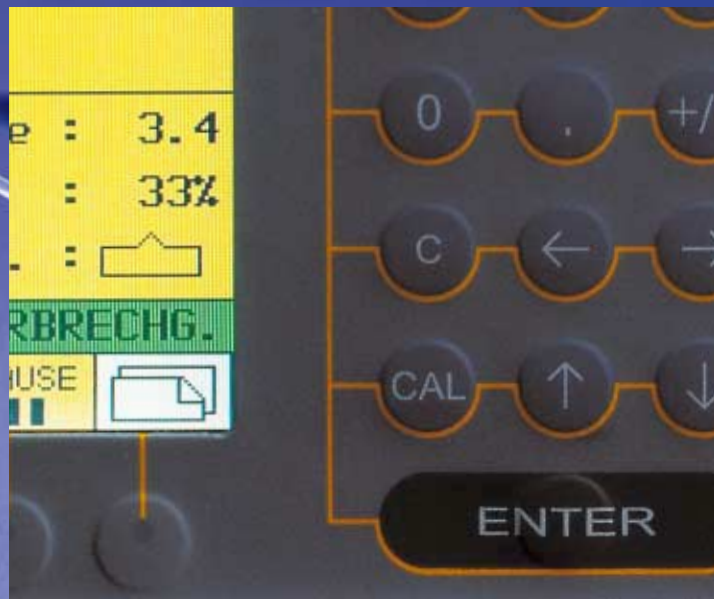 e : 3.4
: 33%
. :
RBRECHG.
USE
0 . +/
C ← →
CAL ↑ ↓
ENTER